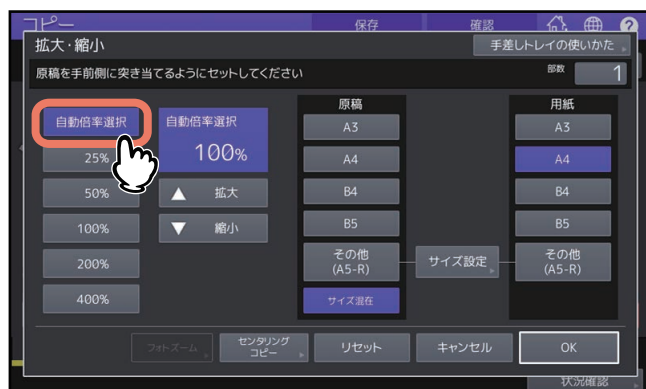 コピー
保存
確認
?
拡大・縮小
手差しトレイの使いかた
原稿を手前側に突き当てるようにセットしてください
部数
1
自動倍率選択
25%
50%
100%
200%
400%
自動倍率選択
100%
拡大
縮小
原稿
A3
A4
B4
B5
その他
(A5-R)
サイズ混在
サイズ設定
用紙
A3
A4
B4
B5
その他
(A5-R)
フォトズーム
センタリング
コピー
リセット
キャンセル
OK
状況確認